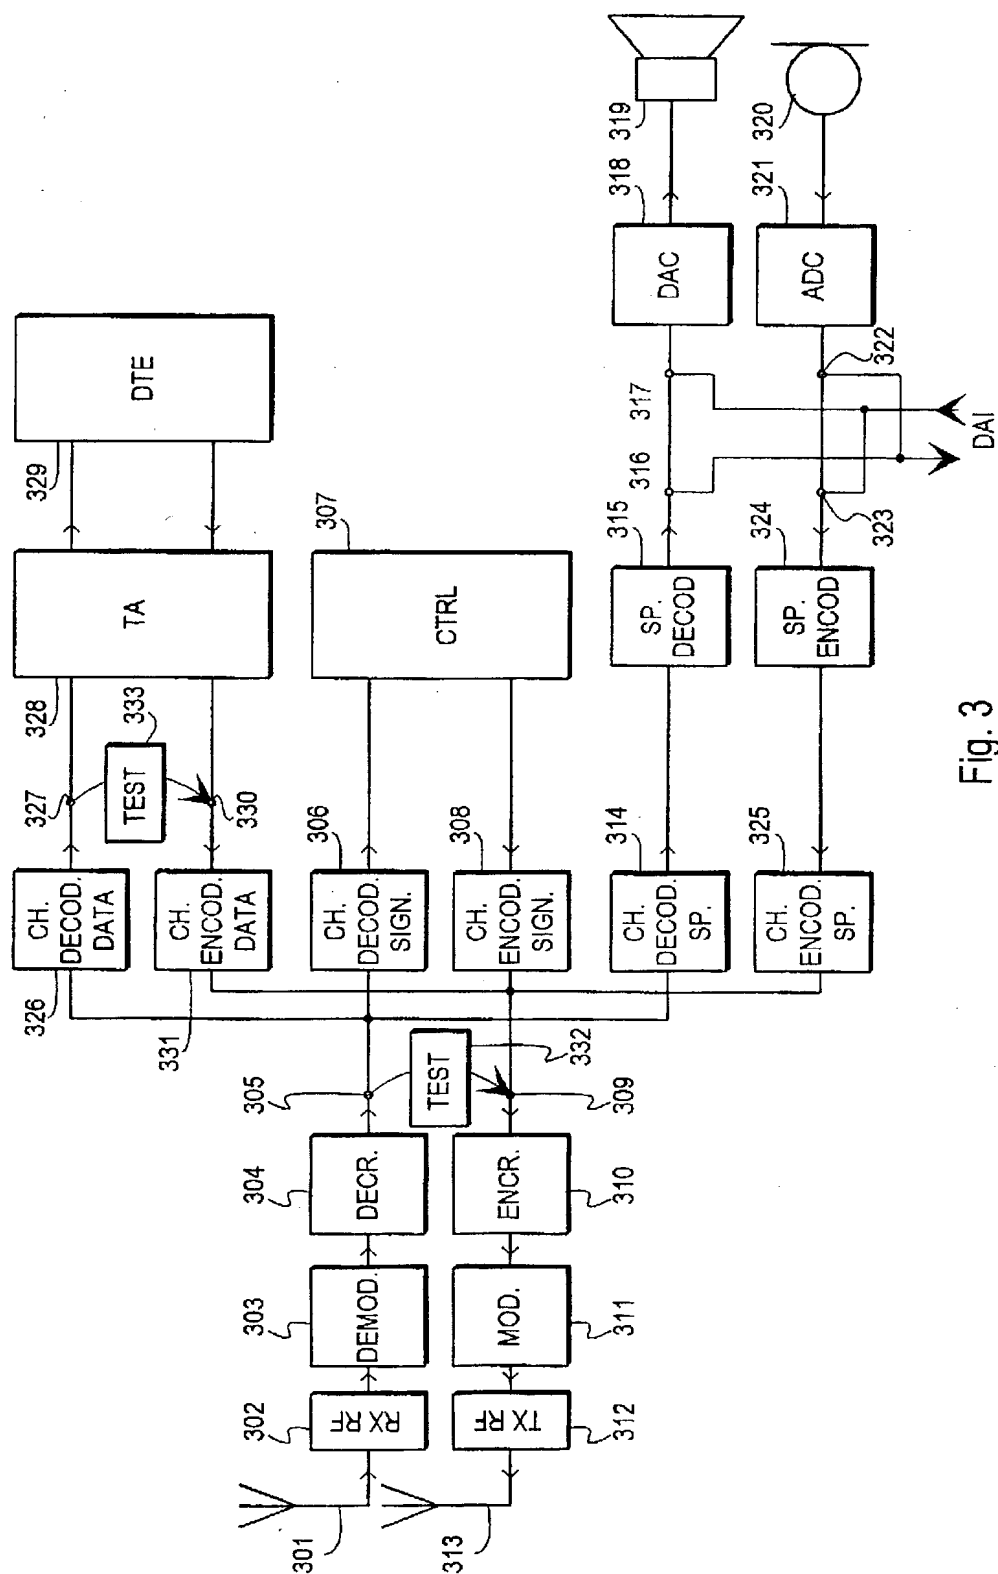 301
302
RX RF
303
DEMOD.
304
DECR.
305
TEST
332
309
310
ENCR.
311
MOD.
312
TX RF
313
326
CH.
DECOD.
DATA
327
TEST
333
330
331
CH.
ENCOD.
DATA
328
TA
329
DTE
306
CH.
DECOD.
SIGN.
308
CH.
ENCOD.
SIGN.
307
CTRL
314
CH.
DECOD.
SP.
315
SP.
DECOD
316
317
318
DAC
319
320
321
ADC
322
323
DAI
324
SP.
ENCOD
325
CH.
ENCOD.
SP.
Fig. 3